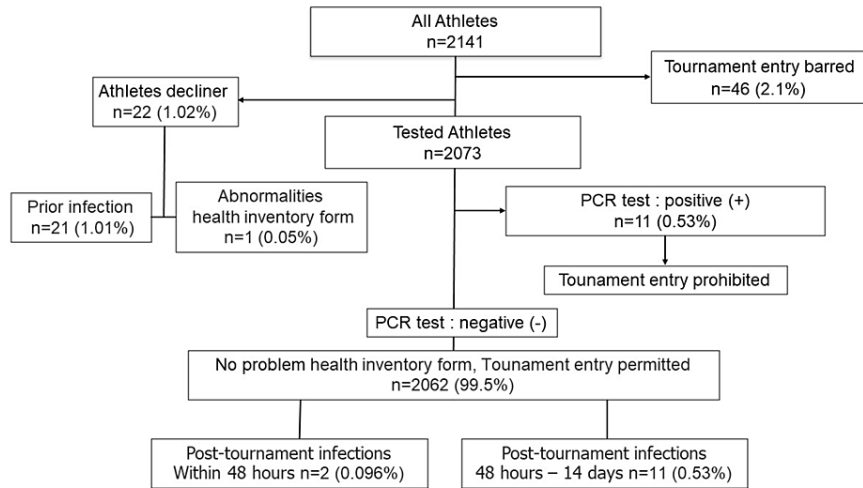 All Athletes
n=2141
Tournament entry barred
n=46 (2.1%)
Athletes decliner
n=22 (1.02%)
Tested Athletes
n=2073
Prior infection
n=21 (1.01%)
Abnormalities
health inventory form
n=1 (0.05%)
PCR test : positive (+)
n=11 (0.53%)
Tounament entry prohibited
PCR test : negative (-)
No problem health inventory form, Tounament entry permitted
n=2062 (99.5%)
Post-tournament infections
Within 48 hours n=2 (0.096%)
Post-tournament infections
48 hours – 14 days n=11 (0.53%)